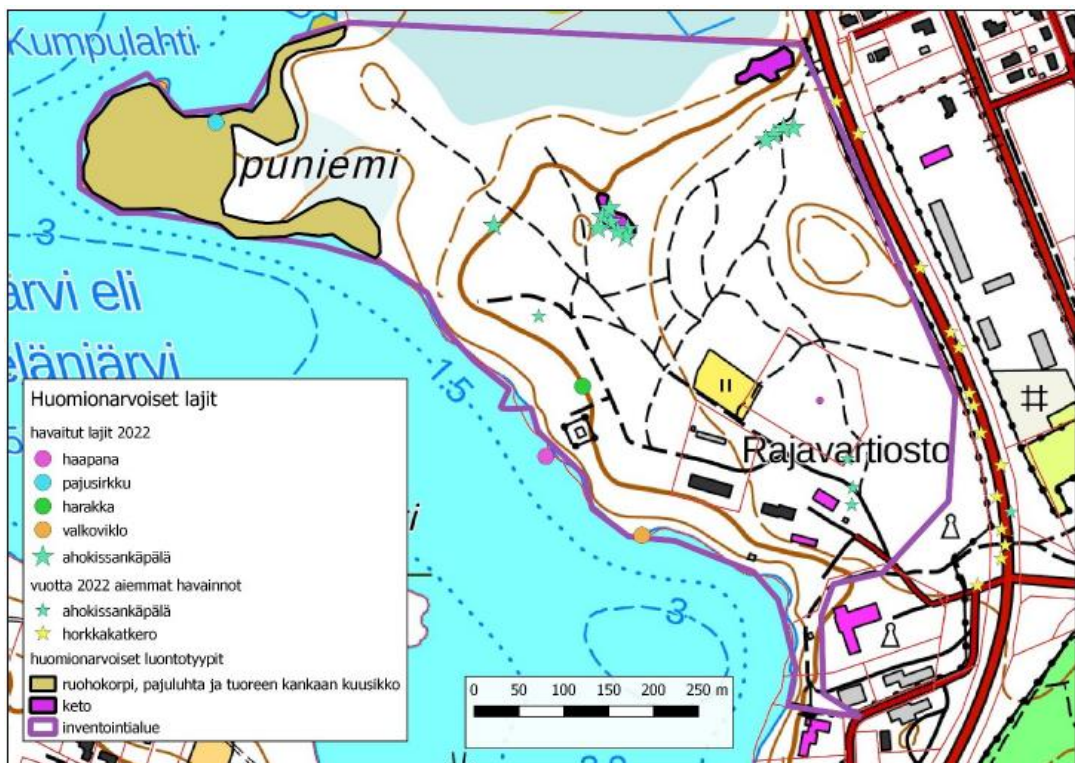 Kumpulahti
puniemi
3
ärvi eli
elänjärvi
1.5
Rajavartiosto
Huomionarvoiset lajit
havaitut lajit 2022
haapana
pajusirkku
harakka
valkoviklo
ahokissankäpälä
vuotta 2022 aiemmat havainnot
ahokissankäpälä
horkkakatkero
huomionarvoiset luontotyypit
ruohokorpi, pajuluhta ja tuoreen kankaan kuusikko
keto
inventointialue
3
0 50 100 150 200 250 m